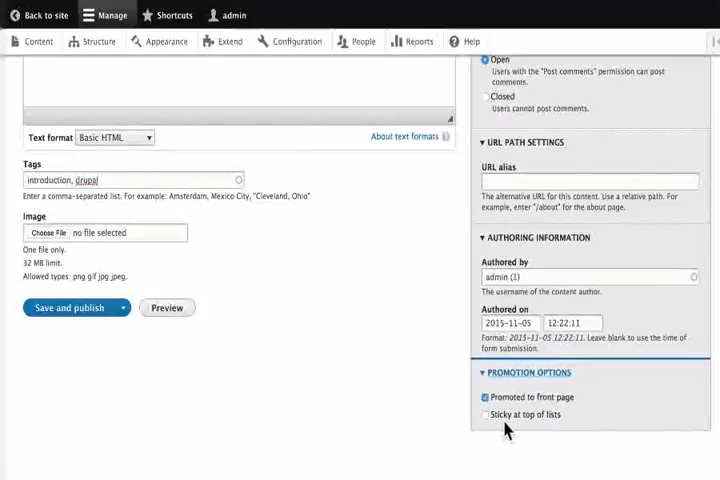 Back to site Manage Shortcuts admin
Content Structure Appearance Extend Configuration People Reports Help
Open
Users with the "Post comments" permission can post
comments.
Closed
Users cannot post comments.
Text format Basic HTML
About text formats
URL PATH SETTINGS
Tags
introduction, drupal
Enter a comma-separated list. For example: Amsterdam, Mexico City, "Cleveland, Ohio"
URL alias
The alternative URL for this content. Use a relative path. For
example, enter "/about" for the about page.
Image
Choose File no file selected
One file only.
32 MB limit.
Allowed types: png gif jpg jpeg.
AUTHORING INFORMATION
Authored by
admin (1)
The username of the content author.
Save and publish Preview
Authored on
2015-11-05 12:22:11
Format: 2015-11-05 12:22:11. Leave blank to use the time of
form submission.
PROMOTION OPTIONS
Promoted to front page
Sticky at top of lists